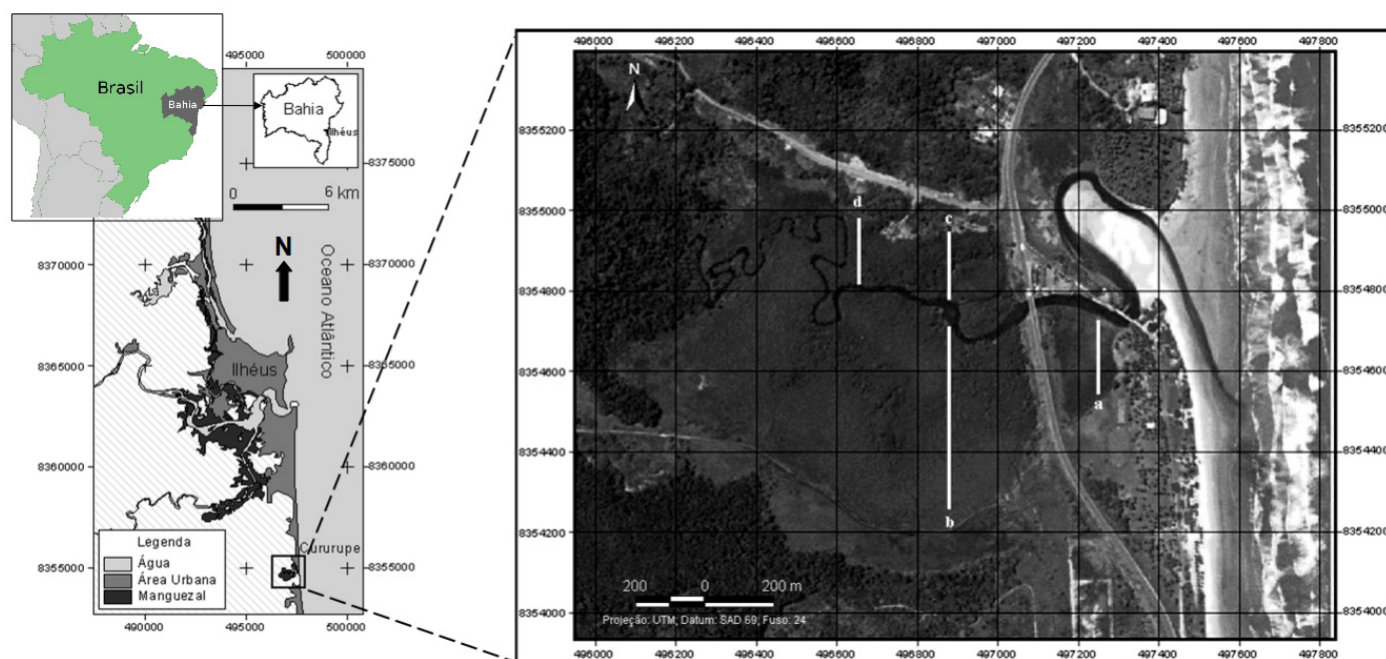 Brasil
Bahia
Bahia
Ilhéus
495000 500000
8375000
0 6 km
N
Oceano Atlântico
8370000 8370000
Ilhéus
8365000 8365000
8360000 8360000
Legenda
Água
Área Urbana
Manguezal
Cururupe
8355000 8355000
490000 495000 500000
496000 496200 496400 496600 496800 497000 497200 497400 497600 497800
N
8355200 8355200
8355000 8355000
d
c
8354800 8354800
8354600 8354600
a
8354400 8354400
b
8354200 8354200
200 0 200 m
Projeção: UTM; Datum: SAD 69; Fuso: 24
8354000 8354000
496000 496200 496400 496600 496800 497000 497200 497400 497600 497800